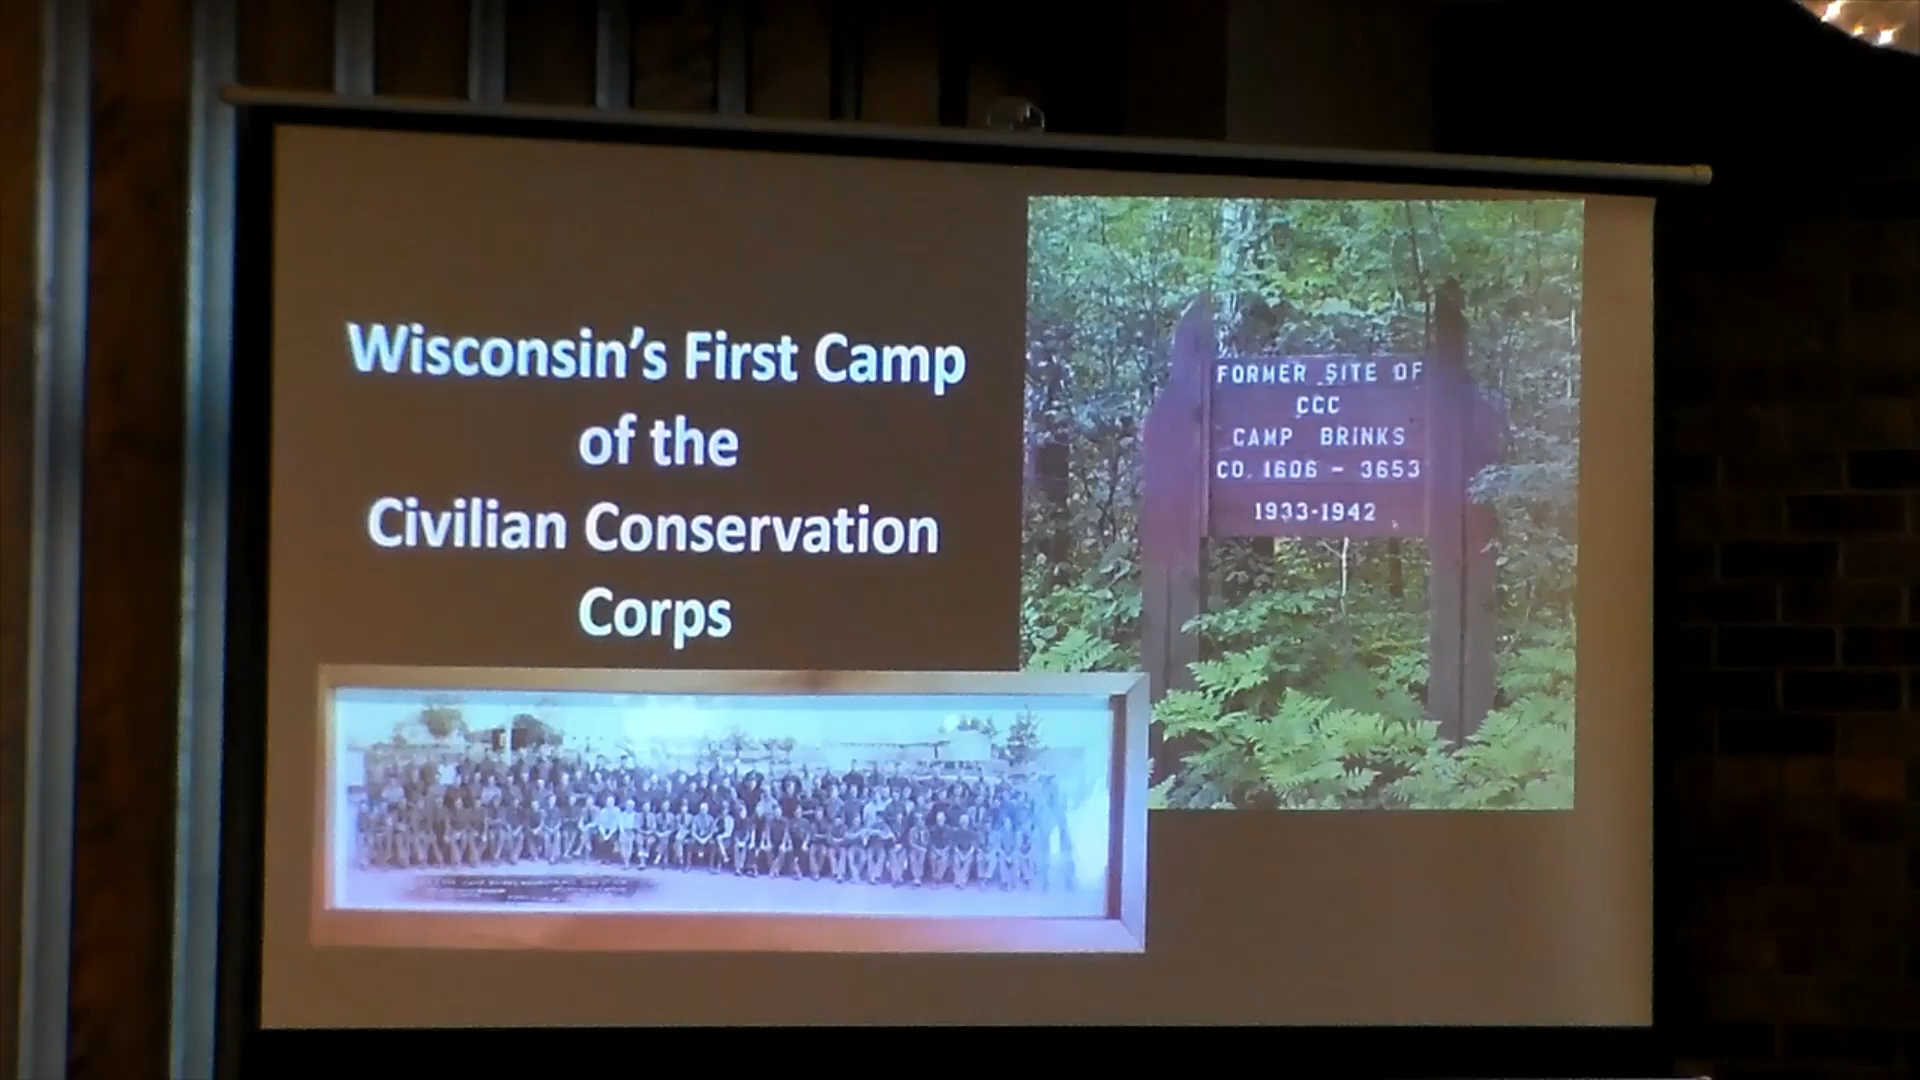 Wisconsin's First Camp
of the
Civilian Conservation
Corps
FORMER SITE OF
CCC
CAMP BRINKS
CO. 1606 - 3653
1933-1942